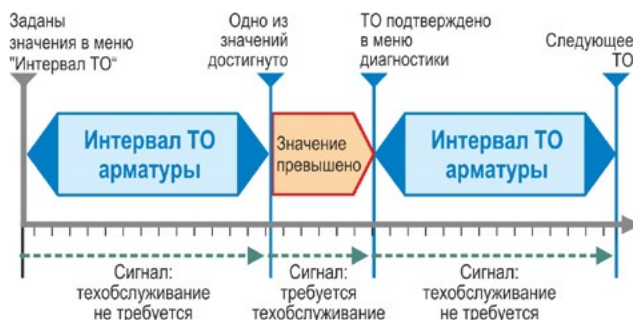 Заданы
значения в меню
"Интервал ТО"
Одно из
значений
достигнуто
ТО подтверждено
в меню
диагностики
Следующее
ТО
Интервал ТО
арматуры
Значение
превышено
Интервал ТО
арматуры
Сигнал:
техобслуживание
не требуется
Сигнал:
требуется
техобслуживание
Сигнал:
техобслуживание
не требуется